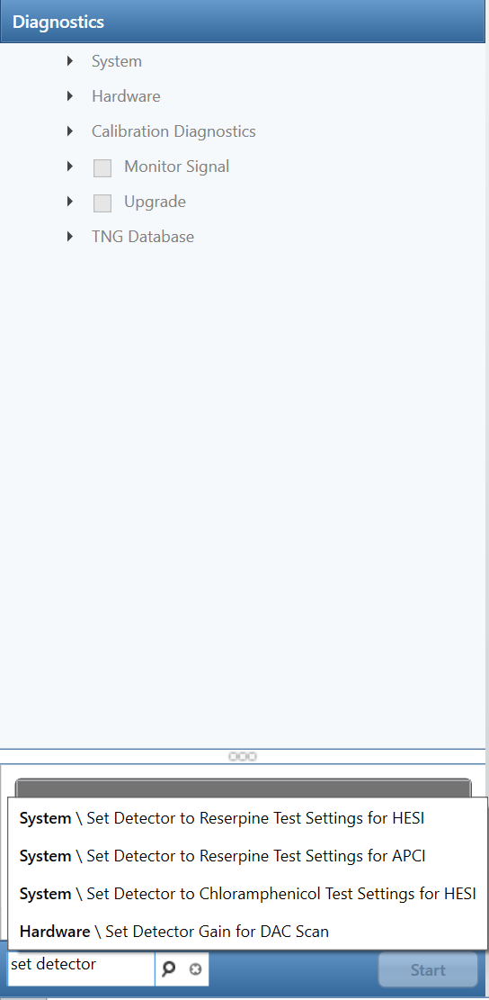 Diagnostics
System
Hardware
Calibration Diagnostics
Monitor Signal
Upgrade
TNG Database
System \ Set Detector to Reserpine Test Settings for HESI
System \ Set Detector to Reserpine Test Settings for APCI
System \ Set Detector to Chloramphenicol Test Settings for HESI
Hardware \ Set Detector Gain for DAC Scan
set detector
Start